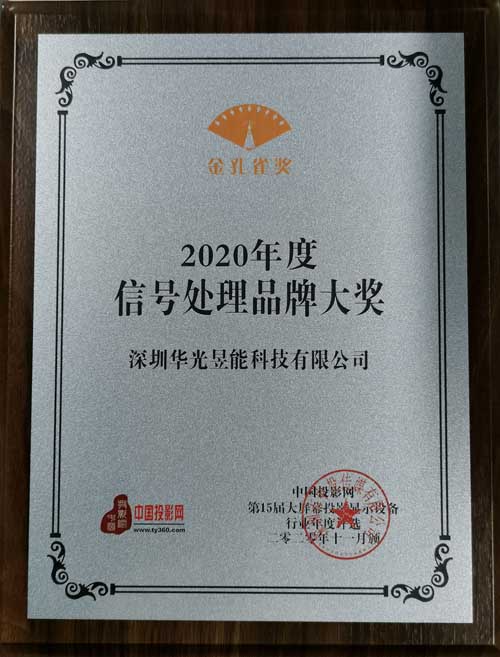 金孔雀奖
2020年度
信号处理品牌大奖
深圳华光昱能科技有限公司
中国投影网
www.ty360.com
中国投影网
第15届大屏幕投影显示设备
行业年度评选
二零二零年十一月颁